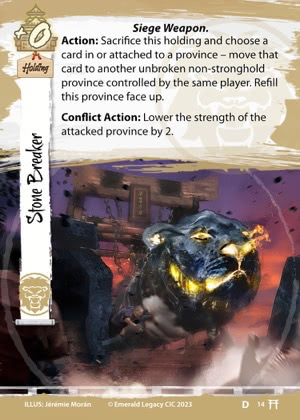 +0
Siege Weapon.
Action: Sacrifice this holding and choose a
card in or attached to a province – move that
card to another unbroken non-stronghold
province controlled by the same player. Refill
this province face up.
Conflict Action: Lower the strength of the
attacked province by 2.
Holding
Stone Breaker
ILLUS: Jérémie Morán © Emerald Legacy CIC 2023 D 14